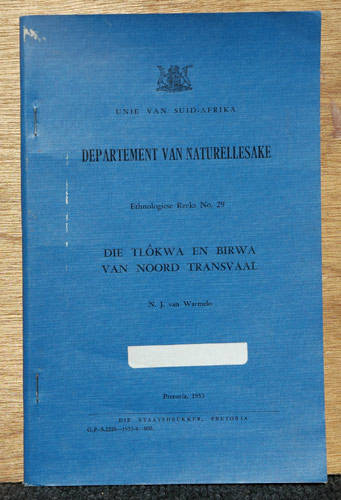 UNIE VAN SUID-AFRIKA
DEPARTEMENT VAN NATURELLESAKE
Ethnologiese Reeks No. 29
DIE TLÔKWA EN BIRWA
VAN NOORD TRANSVAAL
N. J. van Warmelo
Pretoria, 1953
DIE STAATSDRUKKER, PRETORIA